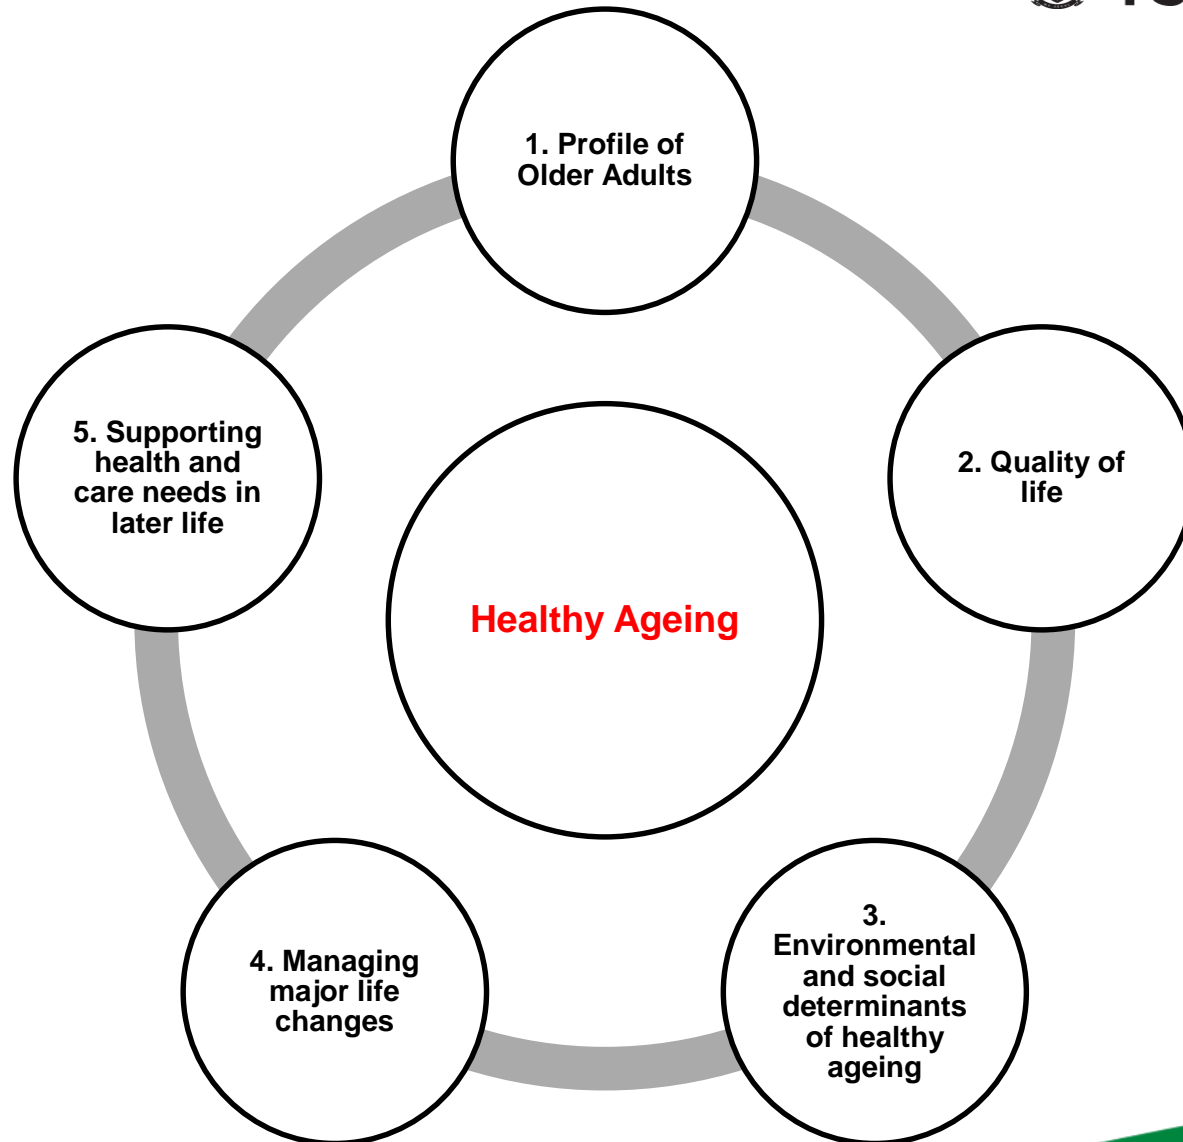 1. Profile of
Older Adults
2. Quality of
life
3.
Environmental
and social
determinants
of healthy
ageing
4. Managing
major life
changes
5. Supporting
health and
care needs in
later life
Healthy Ageing